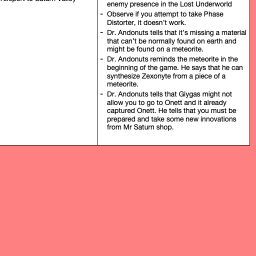 enemy presence in the Lost Underworld
- Observe if you attempt to take Phase
Distorter, it doesn't work.
- Dr. Andonuts tells that it's missing a material
that can't be normally found on earth and
might be found on a meteorite.
- Dr. Andonuts reminds the meteorite in the
beginning of the game. He says that he can
synthesize Zexonyte from a piece of a
meteorite.
- Dr. Andonuts tells that Giygas might not
allow you to go to Onett and it already
captured Onett. He tells that you must be
prepared and take some new innovations
from Mr Saturn shop.